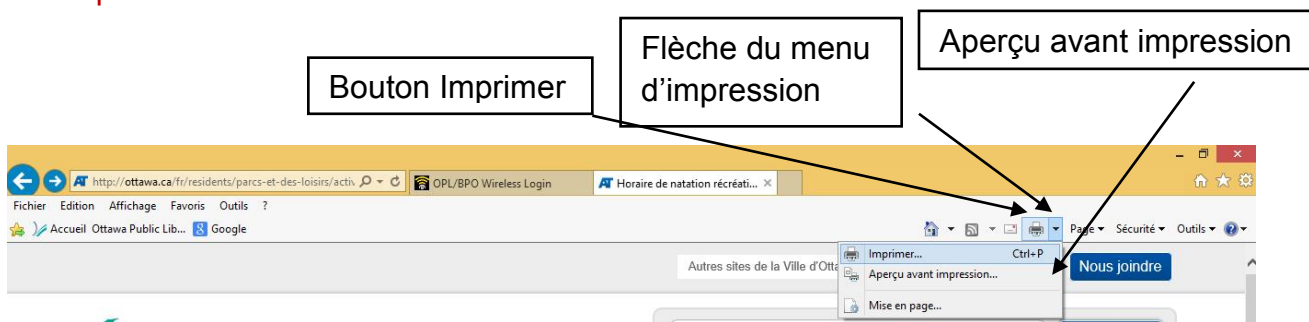 Flèche du menu
d’impression
Aperçu avant impression
Bouton Imprimer
http://ottawa.ca/fr/residents/parcs-et-des-loisirs/activ
OPL/BPO Wireless Login
Horaire de natation récréati...
Fichier Edition Affichage Favoris Outils ?
Accueil Ottawa Public Lib... Google
Page Sécurité Outils
Autres sites de la Ville d'Otta
Nous joindre
Imprimer... Ctrl+P
Aperçu avant impression...
Mise en page...